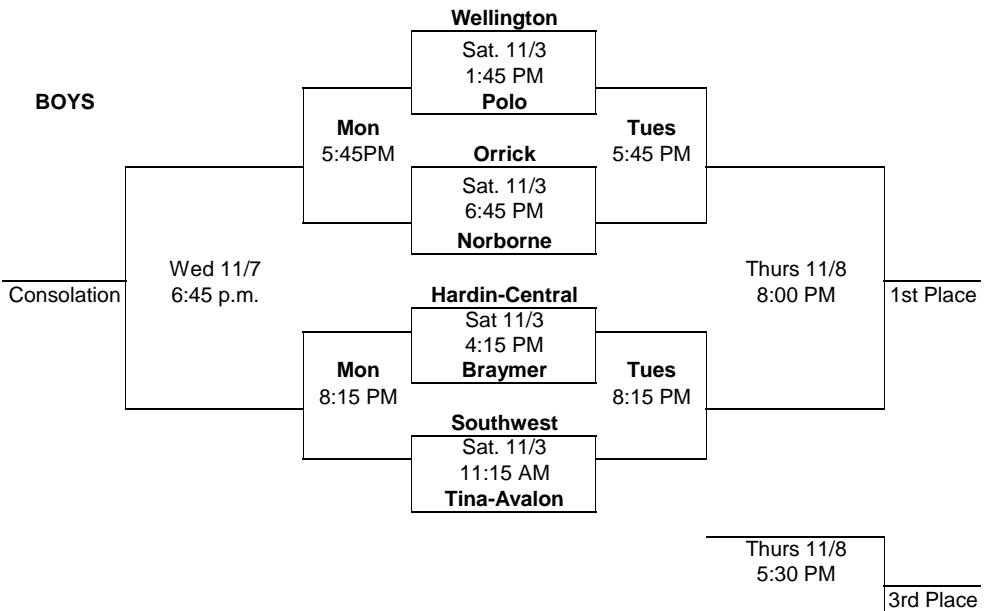 Wellington
Sat. 11/3
1:45 PM
BOYS
Polo
Mon
Tues
5:45PM
Orrick
5:45 PM
Sat. 11/3
6:45 PM
Norborne
Wed 11/7
Thurs 11/8
Consolation
6:45 p.m.
Hardin-Central
8:00 PM
1st Place
Sat 11/3
4:15 PM
Mon
Braymer
Tues
8:15 PM
8:15 PM
Southwest
Sat. 11/3
11:15 AM
Tina-Avalon
Thurs 11/8
5:30 PM
3rd Place